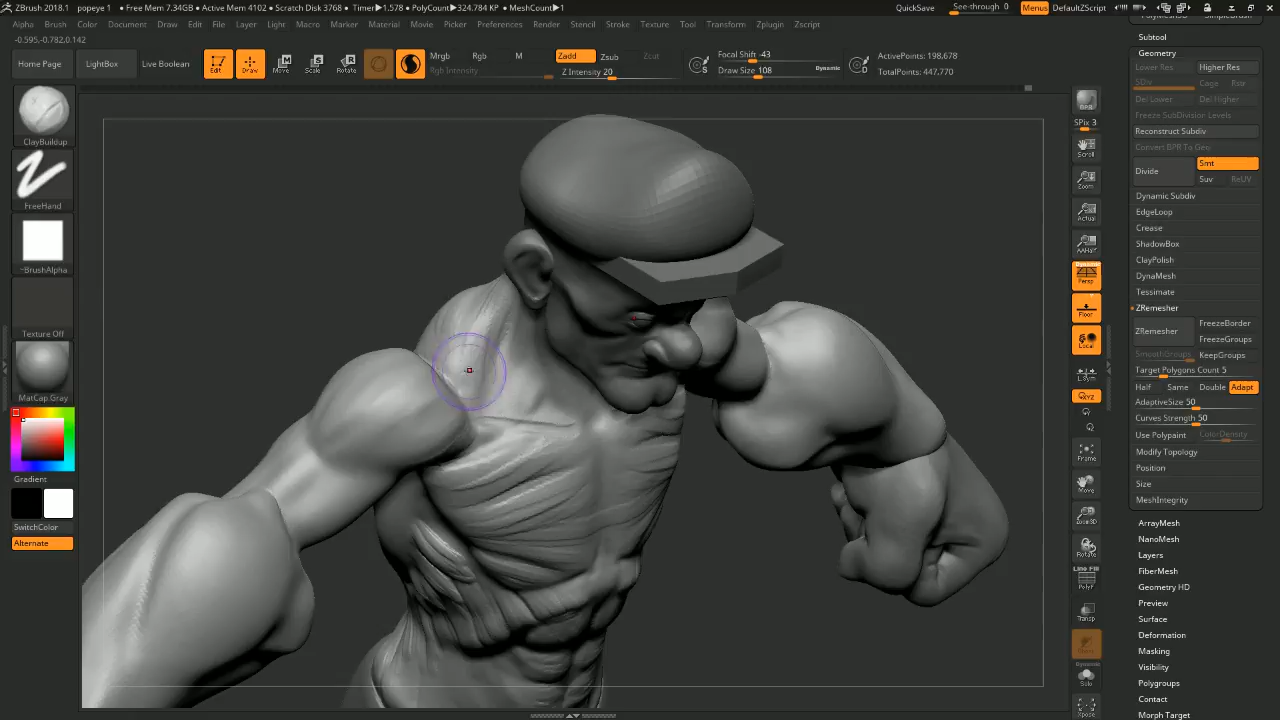 ZBrush 2018.1 popeye 1 • Free Mem 7.34GB • Active Mem 4102 • Scratch Disk 3768 • Timer▶1.578 • PolyCount▶324.784 KP • MeshCount▶1 QuickSave See-through 0 Menus DefaultZScript
Alpha Brush Color Document Draw Edit File Layer Light Macro Marker Material Movie Picker Preferences Render Stencil Stroke Texture Tool Transform Zplugin Zscript
-0.595,-0.782,0.142
Home Page LightBox Live Boolean Edit Draw Move Scale Rotate
Mrgb Rgb M Zadd Zsub Zcut
Rgb Intensity Z Intensity 20
S Focal Shift -43
Draw Size 108 Dynamic
D ActivePoints: 198,678
TotalPoints: 447,770
ClayBuildup
FreeHand
~BrushAlpha
Texture Off
MatCap Gray
Gradient
SwitchColor
Alternate
BPR
SPix 3
Scroll
Zoom
Actual
AAHalf
Dynamic
Persp
Floor
Local
L.Sym
Frame
Move
Zoom3D
Rotate
Line Fill
PolyF
Transp
Dynamic
Solo
Xpose
PolyMesh3D SimpleBrush
Subtool
Geometry
Lower Res Higher Res
SDiv Cage Rstr
Del Lower Del Higher
Freeze SubDivision Levels
Reconstruct Subdiv
Convert BPR To Geo
Divide Smt
Suv ReUV
Dynamic Subdiv
EdgeLoop
Crease
ShadowBox
ClayPolish
DynaMesh
Tessimate
ZRemesher
ZRemesher FreezeBorder
FreezeGroups
SmoothGroups KeepGroups
Target Polygons Count 5
Half Same Double Adapt
AdaptiveSize 50
Curves Strength 50
Use Polypaint ColorDensity
Modify Topology
Position
Size
MeshIntegrity
ArrayMesh
NanoMesh
Layers
FiberMesh
Geometry HD
Preview
Surface
Deformation
Masking
Visibility
Polygroups
Contact
Morph Target